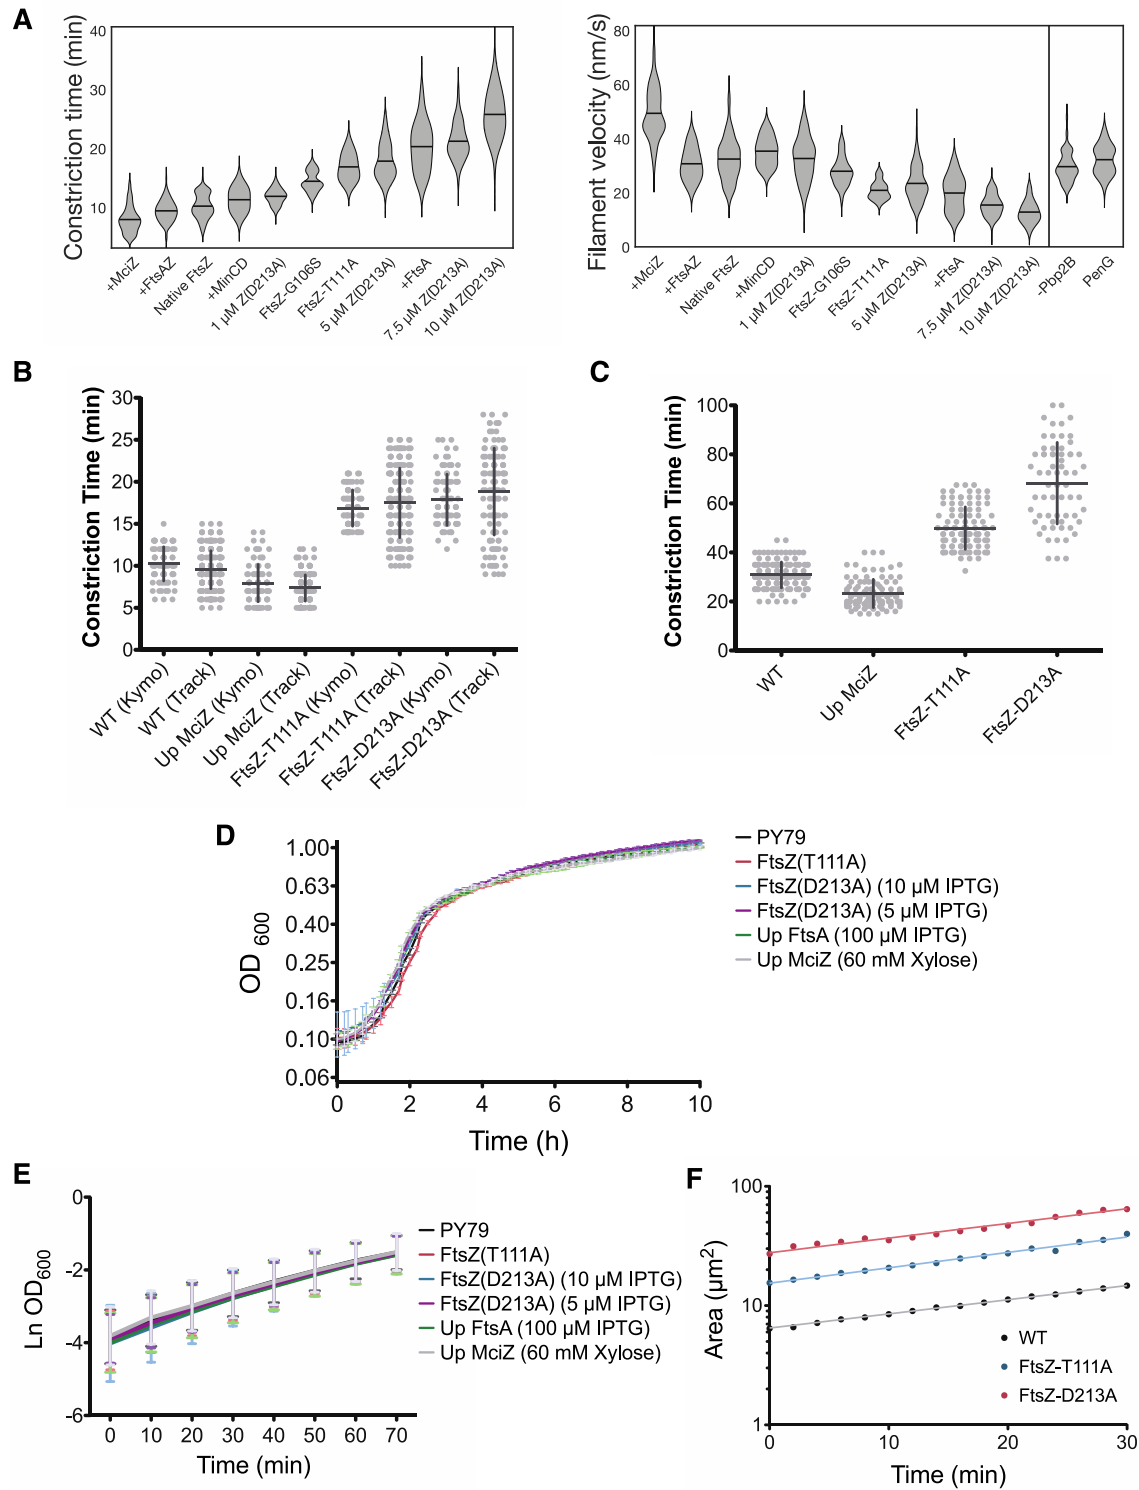 A
Constriction time (min)
40
30
20
10
+MciZ
+FtsAZ
Native FtsZ
+MinCD
1 µM Z(D213A)
FtsZ-G106S
FtsZ-T111A
5 µM Z(D213A)
+FtsA
7.5 µM Z(D213A)
10 µM Z(D213A)
Filament velocity (nm/s)
80
60
40
20
0
+MciZ
+FtsAZ
Native FtsZ
+MinCD
1 µM Z(D213A)
FtsZ-G106S
FtsZ-T111A
5 µM Z(D213A)
+FtsA
7.5 µM Z(D213A)
10 µM Z(D213A)
-Pbp2B
PenG
B
Constriction Time (min)
30
25
20
15
10
5
0
WT (Kymo)
WT (Track)
Up MciZ (Kymo)
Up MciZ (Track)
FtsZ-T111A (Kymo)
FtsZ-T111A (Track)
FtsZ-D213A (Kymo)
FtsZ-D213A (Track)
C
Constriction Time (min)
100
80
60
40
20
0
WT
Up MciZ
FtsZ-T111A
FtsZ-D213A
D
OD 600
1.00
0.63
0.40
0.25
0.16
0.10
0.06
0 2 4 6 8 10
Time (h)
PY79
FtsZ(T111A)
FtsZ(D213A) (10 µM IPTG)
FtsZ(D213A) (5 µM IPTG)
Up FtsA (100 µM IPTG)
Up MciZ (60 mM Xylose)
E
Ln OD600
0
-2
-4
-6
0 10 20 30 40 50 60 70
Time (min)
PY79
FtsZ(T111A)
FtsZ(D213A) (10 µM IPTG)
FtsZ(D213A) (5 µM IPTG)
Up FtsA (100 µM IPTG)
Up MciZ (60 mM Xylose)
F
Area (µm2)
100
10
1
0 10 20 30
Time (min)
WT
FtsZ-T111A
FtsZ-D213A